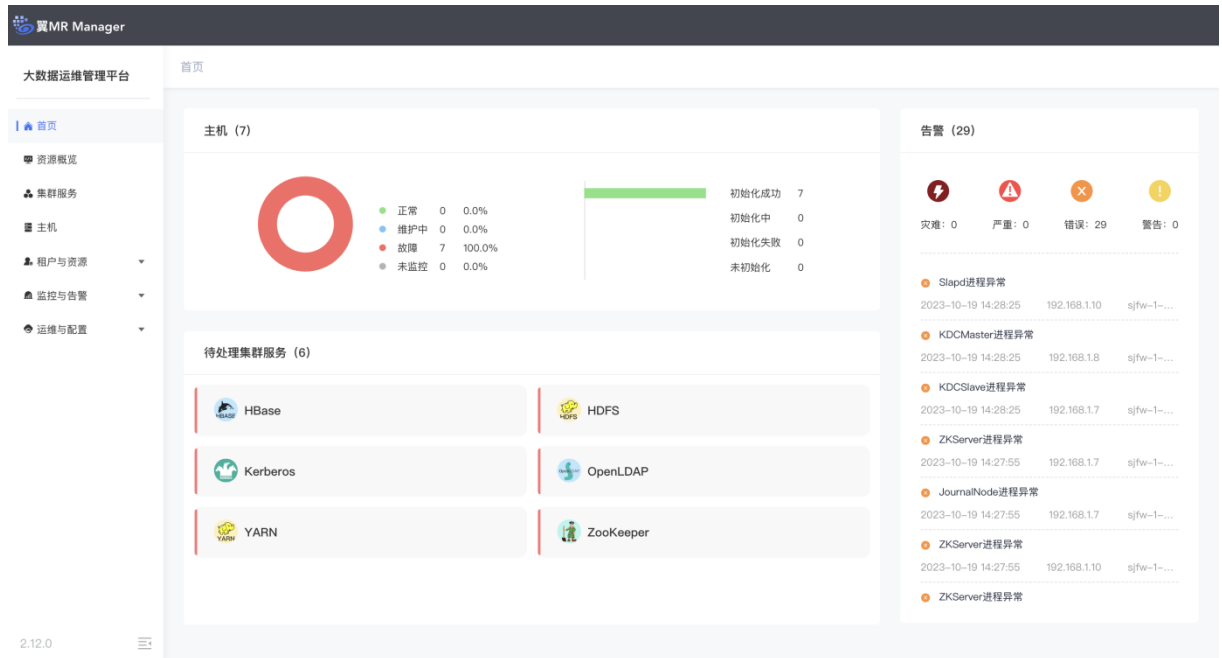 翼MR Manager
大数据运维管理平台
首页
首页
资源概览
集群服务
主机
租户与资源
监控与告警
运维与配置
2.12.0
主机（7）
正常 0 0.0%
维护中 0 0.0%
故障 7 100.0%
未监控 0 0.0%
初始化成功 7
初始化中 0
初始化失败 0
未初始化 0
待处理集群服务（6）
HBASE HBase
HDFS HDFS
Kerberos
OpenLDAP
YARN YARN
ZooKeeper
告警（29）
灾难：0 严重：0 错误：29 警告：0
Slapd进程异常
2023-10-19 14:28:25 192.168.1.10 sjfw-1-...
KDCMaster进程异常
2023-10-19 14:28:25 192.168.1.8 sjfw-1-...
KDCSlave进程异常
2023-10-19 14:28:25 192.168.1.7 sjfw-1-...
ZKServer进程异常
2023-10-19 14:27:55 192.168.1.7 sjfw-1-...
JournalNode进程异常
2023-10-19 14:27:55 192.168.1.7 sjfw-1-...
ZKServer进程异常
2023-10-19 14:27:55 192.168.1.10 sjfw-1-...
ZKServer进程异常